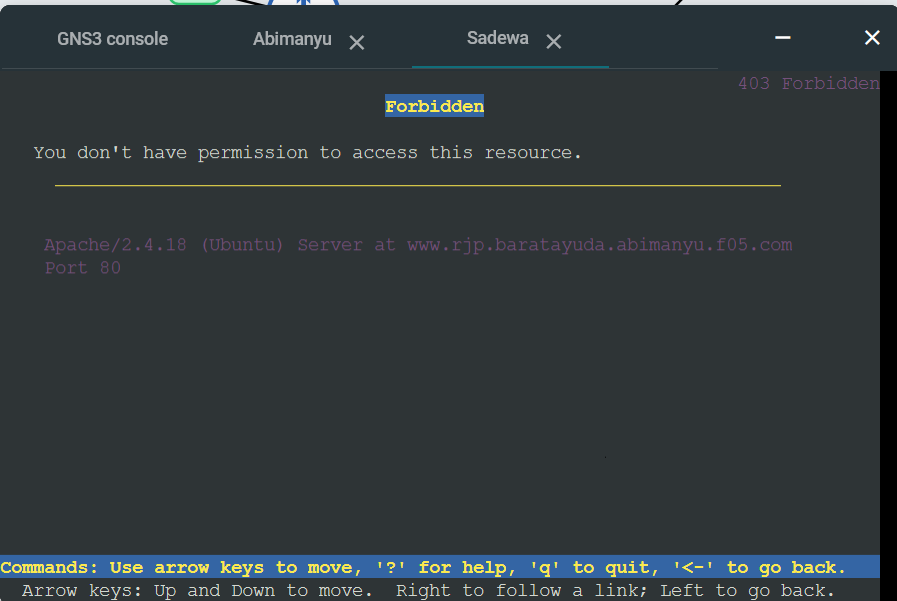 GNS3 console Abimanyu Sadewa
403 Forbidden
Forbidden
You don't have permission to access this resource.
Apache/2.4.18 (Ubuntu) Server at www.rjp.baratayuda.abimanyu.f05.com
Port 80
Commands: Use arrow keys to move, '?' for help, 'q' to quit, '<-' to go back.
Arrow keys: Up and Down to move. Right to follow a link; Left to go back.